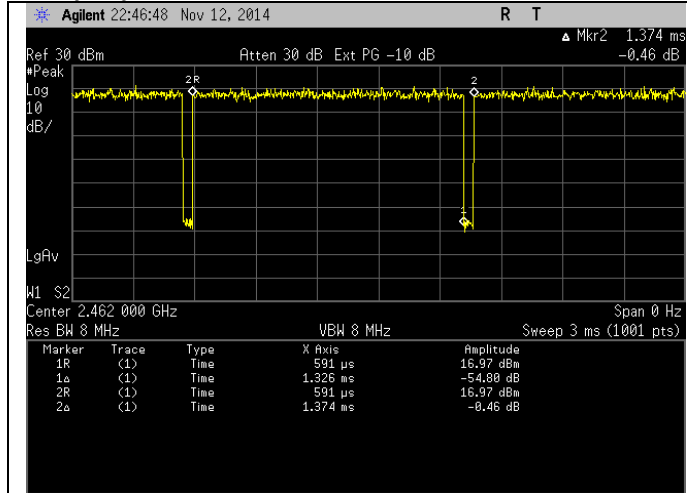 Agilent 22:46:48 Nov 12, 2014 R T
Δ Mkr2 1.374 ms
Ref 30 dBm Atten 30 dB Ext PG -10 dB -0.46 dB
#Peak
Log
10
dB/
2R
2
1
LgAv
W1 S2
Center 2.462 000 GHz Span 0 Hz
Res BW 8 MHz VBW 8 MHz Sweep 3 ms (1001 pts)
Marker Trace Type X Axis Amplitude
1R (1) Time 591 µs 16.97 dBm
1Δ (1) Time 1.326 ms -54.80 dB
2R (1) Time 591 µs 16.97 dBm
2Δ (1) Time 1.374 ms -0.46 dB